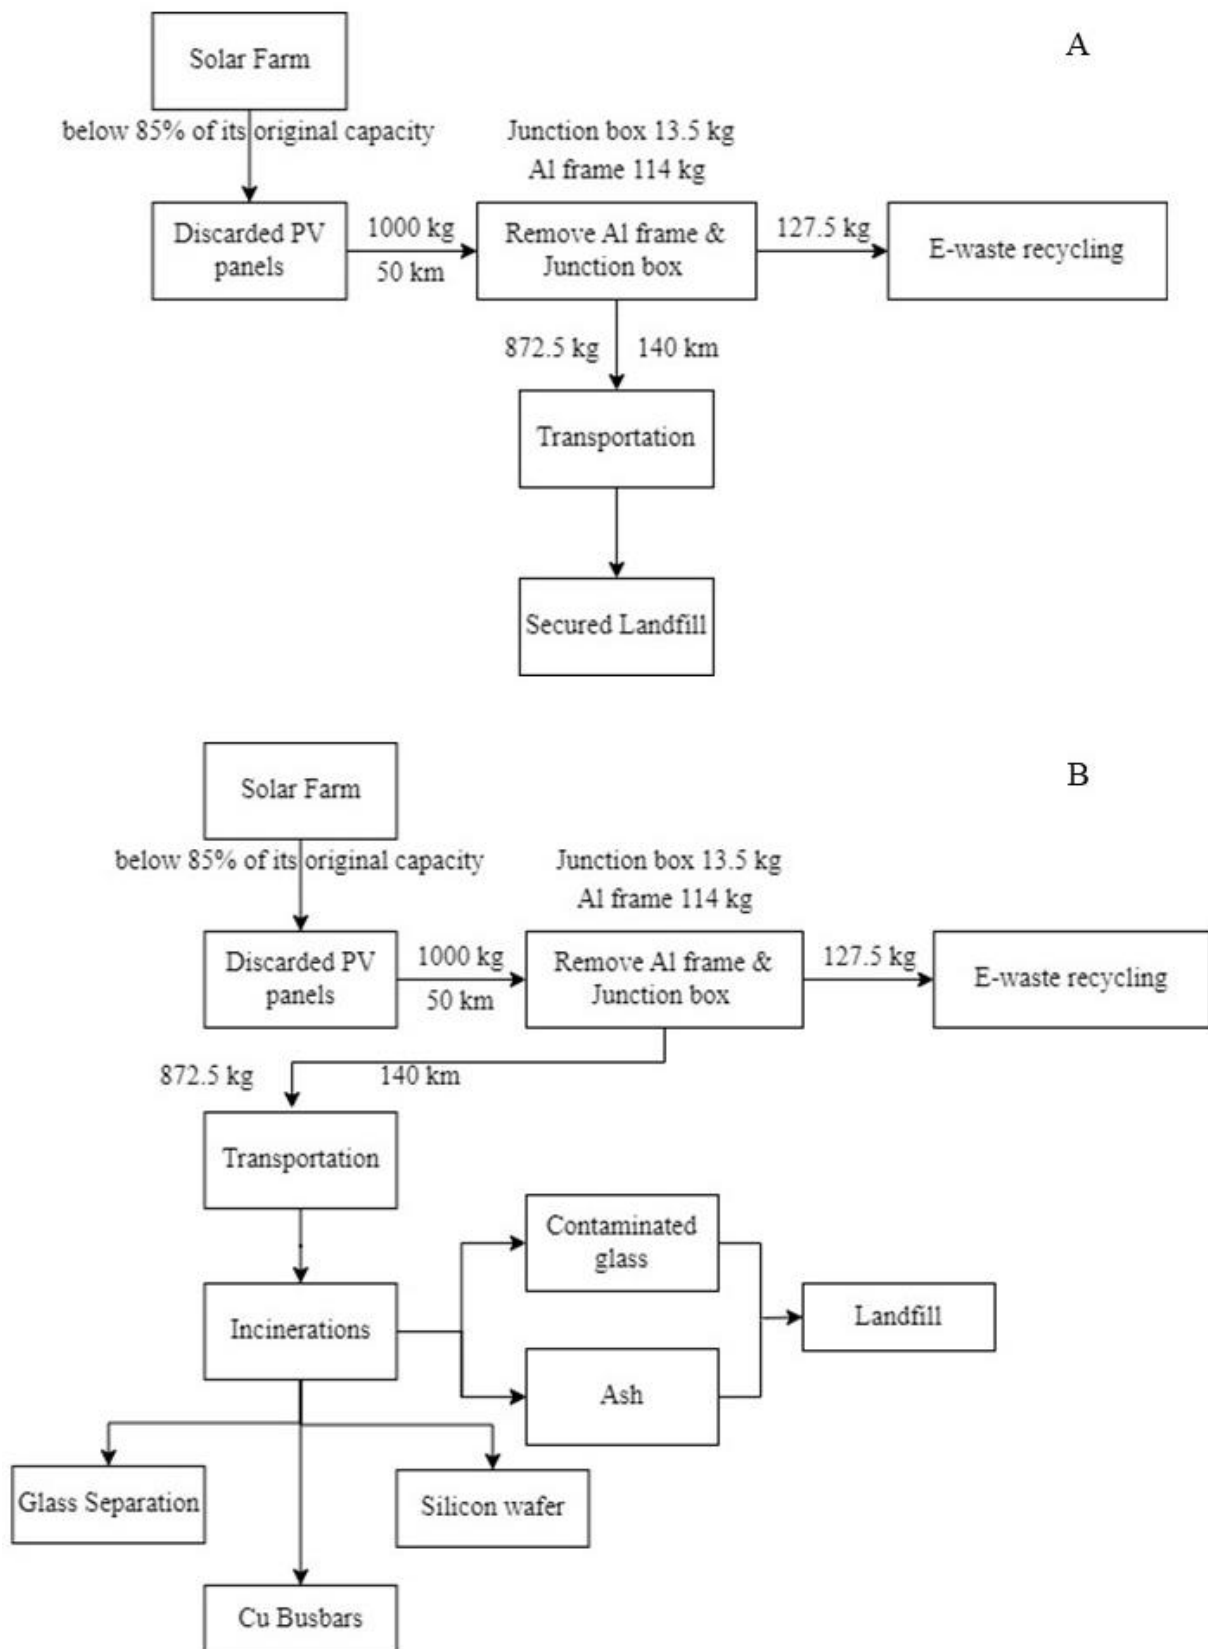 A
Solar Farm
below 85% of its original capacity
Junction box 13.5 kg
Al frame 114 kg
Discarded PV
panels
1000 kg
50 km
Remove Al frame &
Junction box
127.5 kg
E-waste recycling
872.5 kg
140 km
Transportation
Secured Landfill
B
Solar Farm
below 85% of its original capacity
Junction box 13.5 kg
Al frame 114 kg
Discarded PV
panels
1000 kg
50 km
Remove Al frame &
Junction box
127.5 kg
E-waste recycling
872.5 kg
140 km
Transportation
Contaminated
glass
Incinerations
Landfill
Ash
Glass Separation
Silicon wafer
Cu Busbars